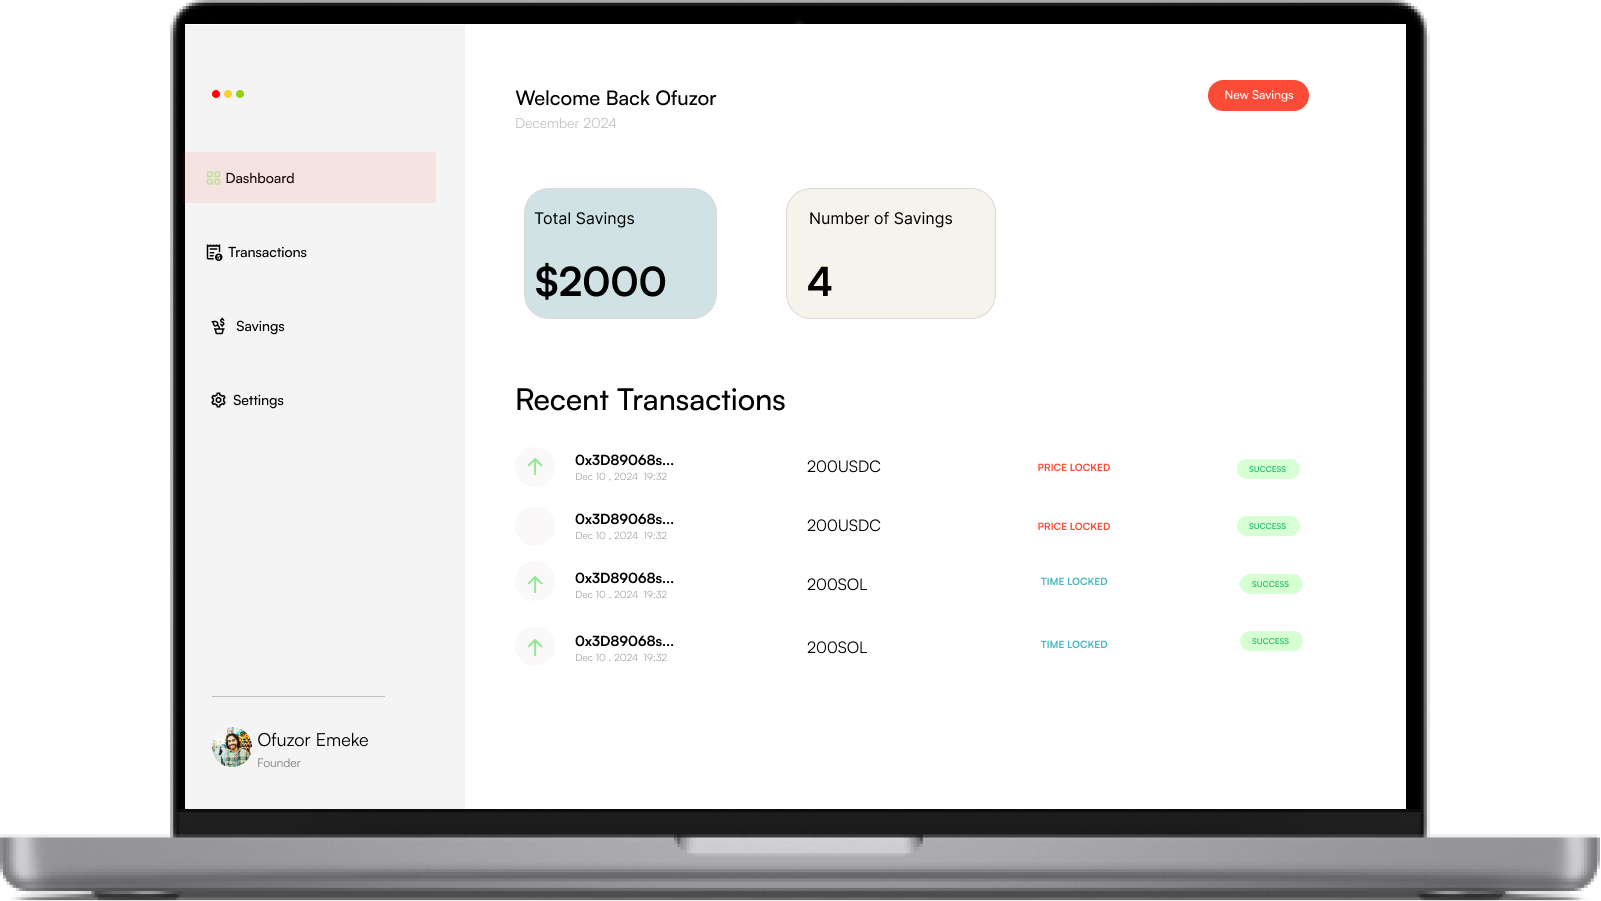 Dashboard
Transactions
Savings
Settings
Ofuzor Emeke
Founder
Welcome Back Ofuzor
December 2024
New Savings
Total Savings
$2000
Number of Savings
4
Recent Transactions
0x3D89068s...
Dec 10 , 2024 19:32
200USDC
PRICE LOCKED
SUCCESS
0x3D89068s...
Dec 10 , 2024 19:32
200USDC
PRICE LOCKED
SUCCESS
0x3D89068s...
Dec 10 , 2024 19:32
200SOL
TIME LOCKED
SUCCESS
0x3D89068s...
Dec 10 , 2024 19:32
200SOL
TIME LOCKED
SUCCESS